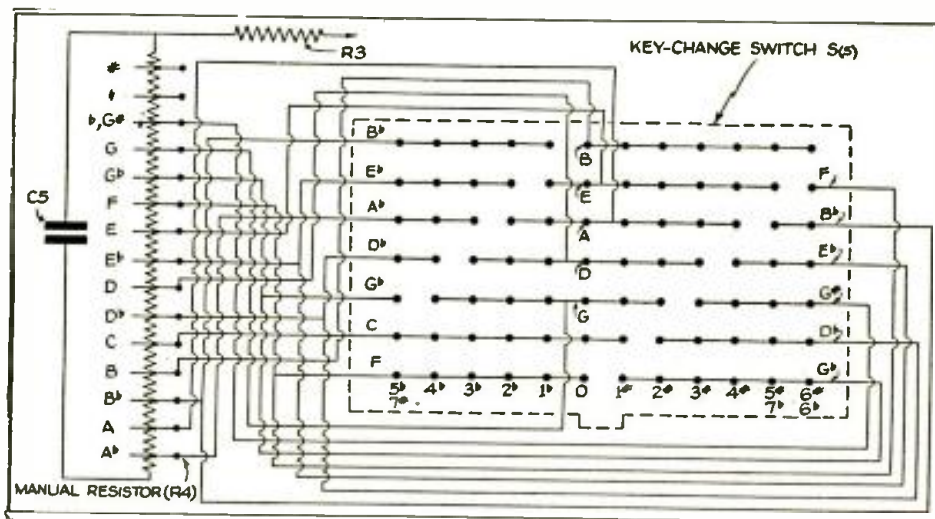 R3
KEY-CHANGE SWITCH S(5)
#
♮
♭,G#
G
G♭
F
E
E♭
D
D♭
C
B
B♭
A
A♭
C5
MANUAL RESISTOR(R4)
B♭
E♭
A♭
D♭
G♭
C
F
B
E
A
D
G
F
B♭
E♭
G#
D♭
G♭
5♭ 4♭ 3♭ 2♭ 1♭ 0 1# 2# 3# 4# 5# 6#
7# 7♭ 6♭